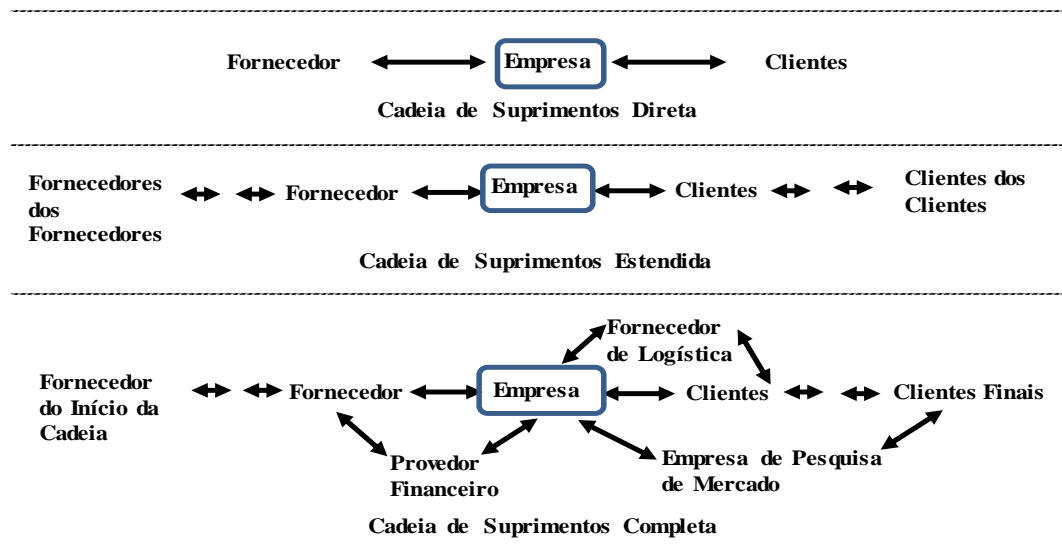 Fornecedor
Empresa
Clientes
Cadeia de Suprimentos Direta
Fornecedores
dos
Fornecedores
Fornecedor
Empresa
Clientes
Clientes dos
Clientes
Cadeia de Suprimentos Estendida
Fornecedor
de Logística
Fornecedor
do Início da
Cadeia
Fornecedor
Empresa
Clientes
Clientes Finais
Provedor
Financeiro
Empresa de Pesquisa
de Mercado
Cadeia de Suprimentos Completa